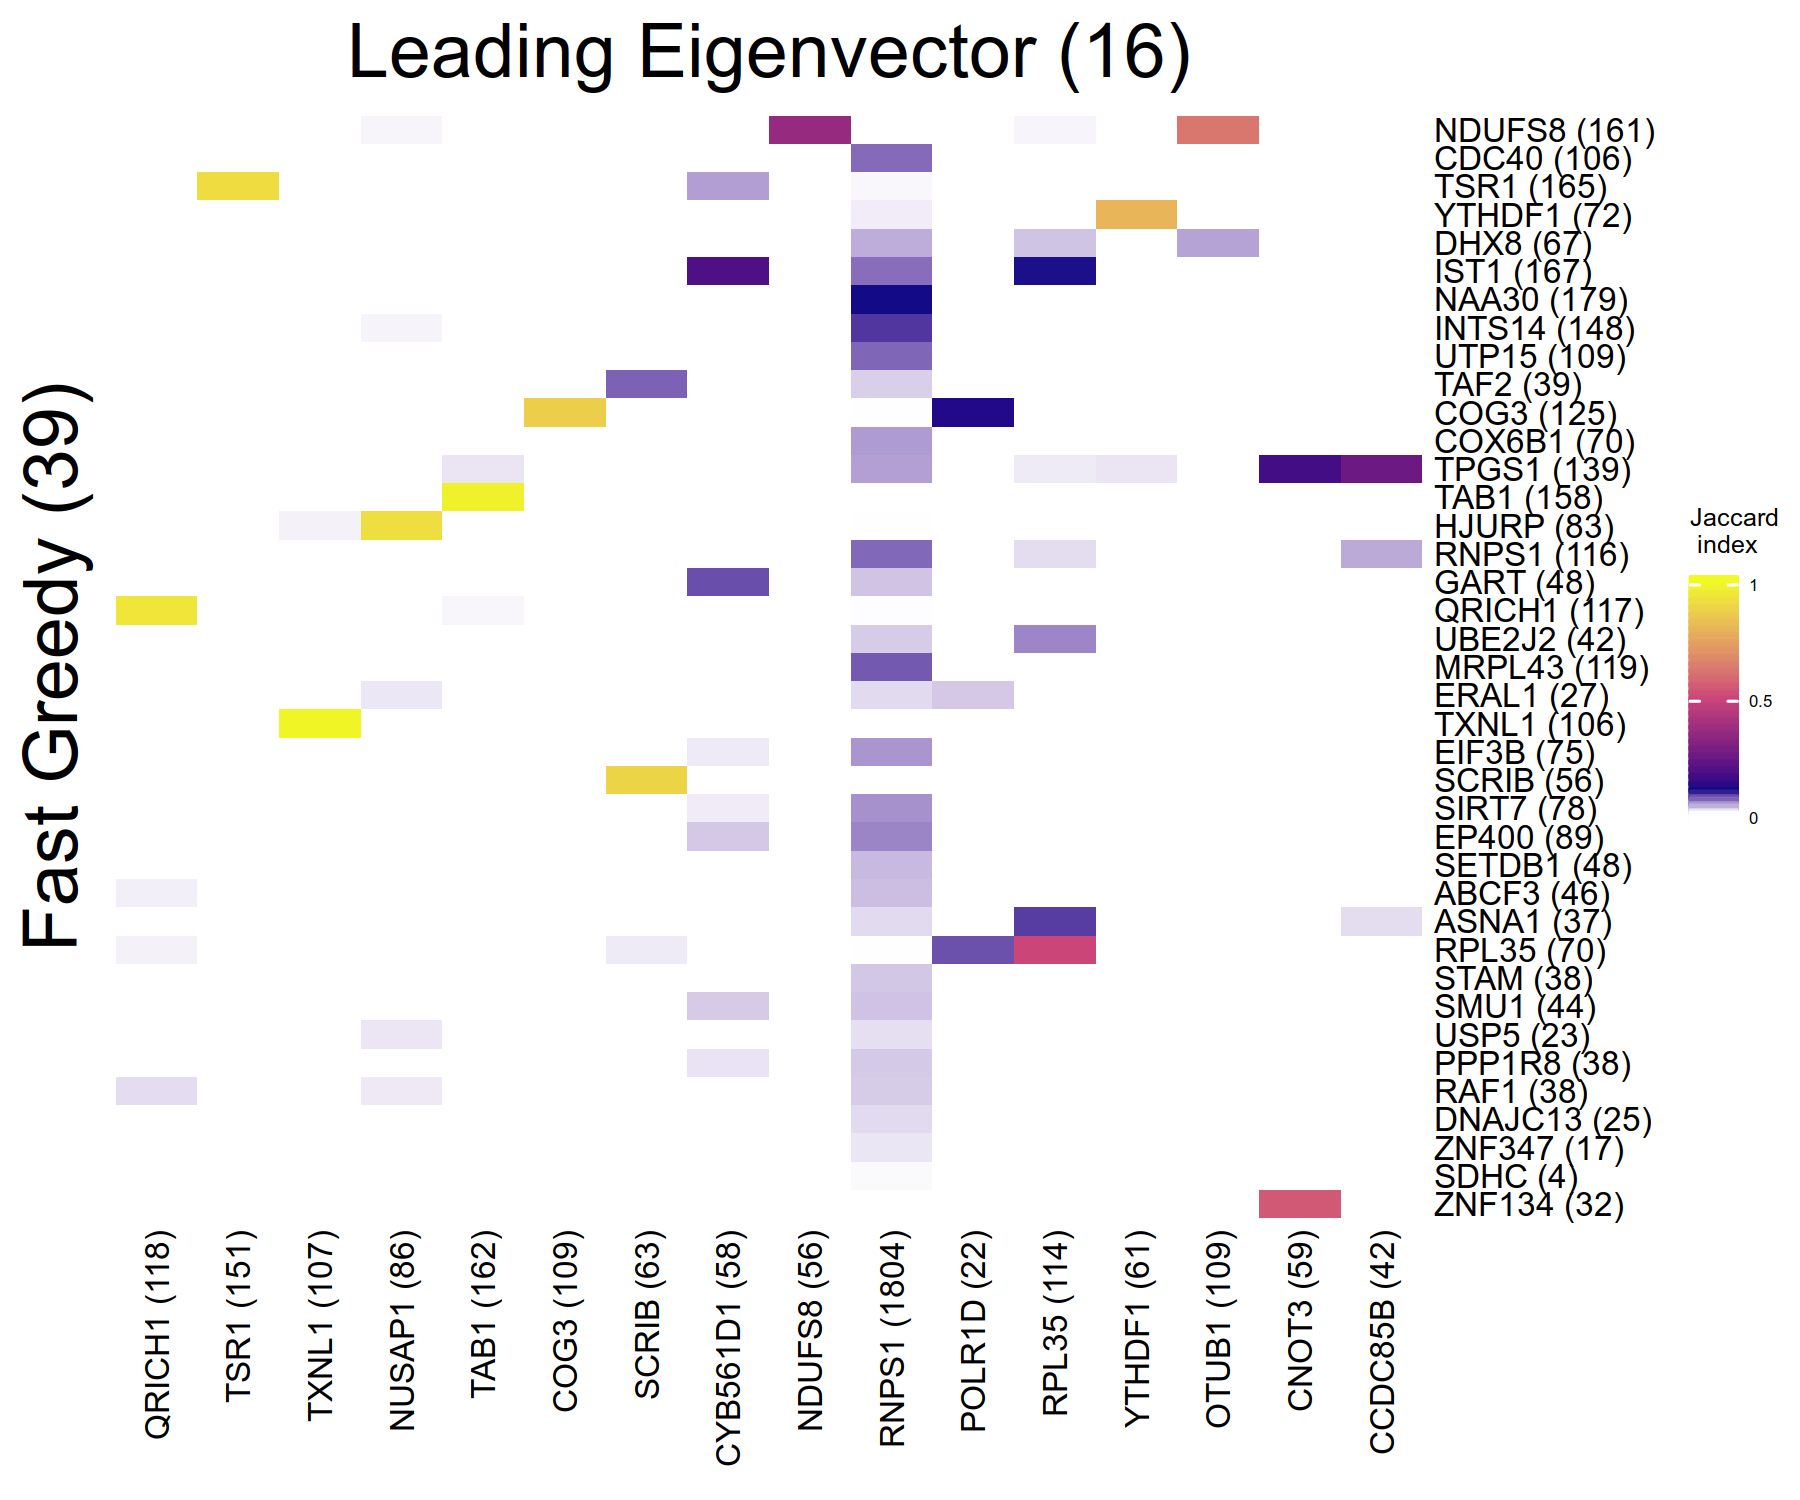 Leading Eigenvector (16)
Fast Greedy (39)
NDUFS8 (161)
CDC40 (106)
TSR1 (165)
YTHDF1 (72)
DHX8 (67)
IST1 (167)
NAA30 (179)
INTS14 (148)
UTP15 (109)
TAF2 (39)
COG3 (125)
COX6B1 (70)
TPGS1 (139)
TAB1 (158)
HJURP (83)
RNPS1 (116)
GART (48)
QRICH1 (117)
UBE2J2 (42)
MRPL43 (119)
ERAL1 (27)
TXNL1 (106)
EIF3B (75)
SCRIB (56)
SIRT7 (78)
EP400 (89)
SETDB1 (48)
ABCF3 (46)
ASNA1 (37)
RPL35 (70)
STAM (38)
SMU1 (44)
USP5 (23)
PPP1R8 (38)
RAF1 (38)
DNAJC13 (25)
ZNF347 (17)
SDHC (4)
ZNF134 (32)
Jaccard
index
1
0.5
0
QRICH1 (118)
TSR1 (151)
TXNL1 (107)
NUSAP1 (86)
TAB1 (162)
COG3 (109)
SCRIB (63)
CYB561D1 (58)
NDUFS8 (56)
RNPS1 (1804)
POLR1D (22)
RPL35 (114)
YTHDF1 (61)
OTUB1 (109)
CNOT3 (59)
CCDC85B (42)